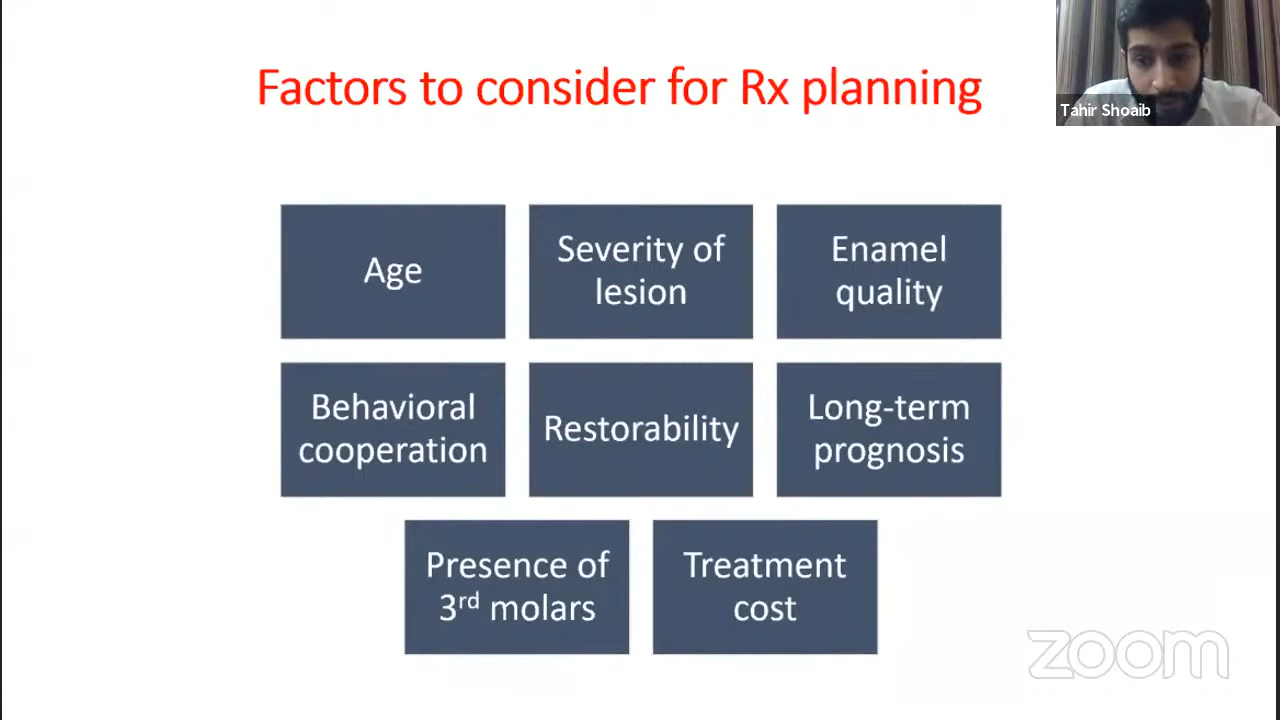 Factors to consider for Rx planning
Tahir Shoaib
Age
Severity of
lesion
Enamel
quality
Behavioral
cooperation
Restorability
Long-term
prognosis
Presence of
3rd molars
Treatment
cost
zoom